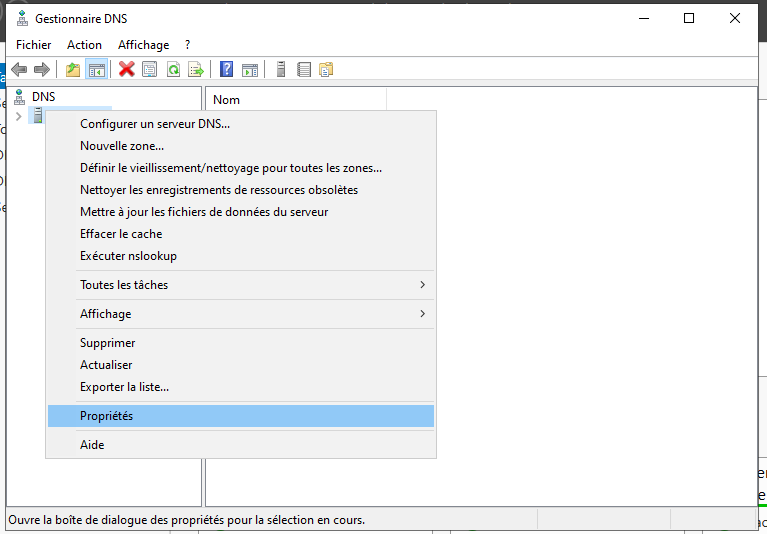 Gestionnaire DNS
Fichier Action Affichage ?
DNS
Nom
Configurer un serveur DNS...
Nouvelle zone...
Définir le vieillissement/nettoyage pour toutes les zones...
Nettoyer les enregistrements de ressources obsolètes
Mettre à jour les fichiers de données du serveur
Effacer le cache
Exécuter nslookup
Toutes les tâches
Affichage
Supprimer
Actualiser
Exporter la liste...
Propriétés
Aide
Ouvre la boîte de dialogue des propriétés pour la sélection en cours.